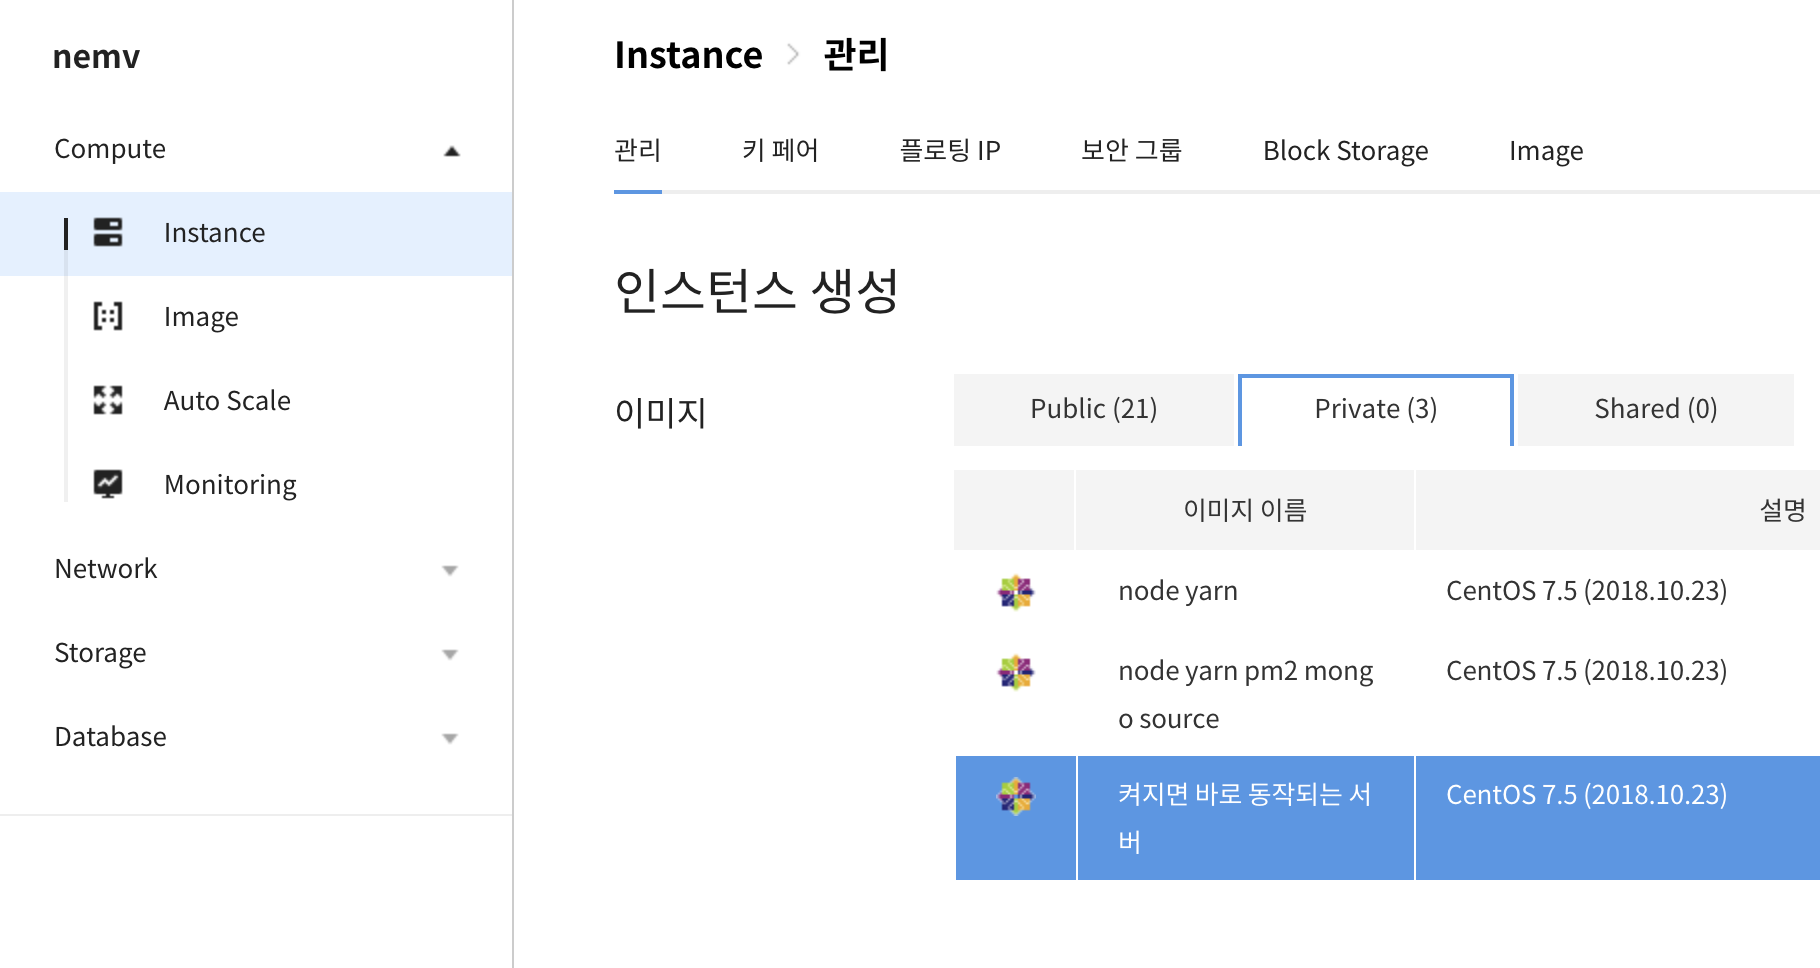 nemv
Compute
Instance
Image
Auto Scale
Monitoring
Network
Storage
Database
Instance > 관리
관리 키 페어 플로팅 IP 보안 그룹 Block Storage Image
인스턴스 생성
이미지
Public (21) Private (3) Shared (0)
이미지 이름 설명
node yarn CentOS 7.5 (2018.10.23)
node yarn pm2 mong CentOS 7.5 (2018.10.23)
o source
켜지면 바로 동작되는 서 CentOS 7.5 (2018.10.23)
버